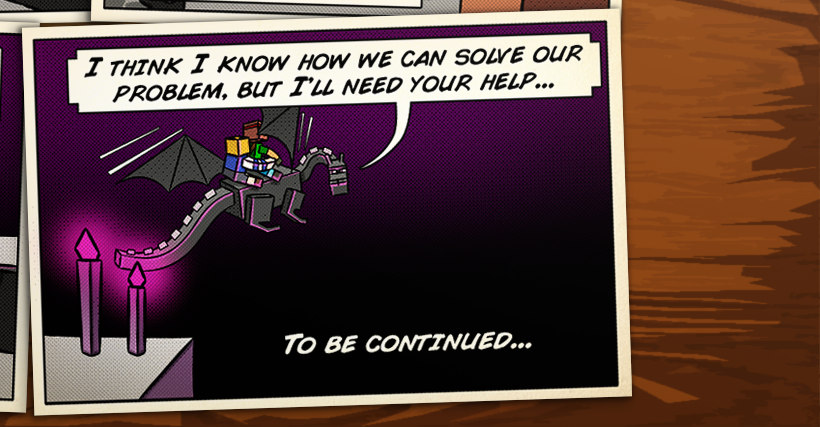 I THINK I KNOW HOW WE CAN SOLVE OUR
PROBLEM, BUT I'LL NEED YOUR HELP...
TO BE CONTINUED...